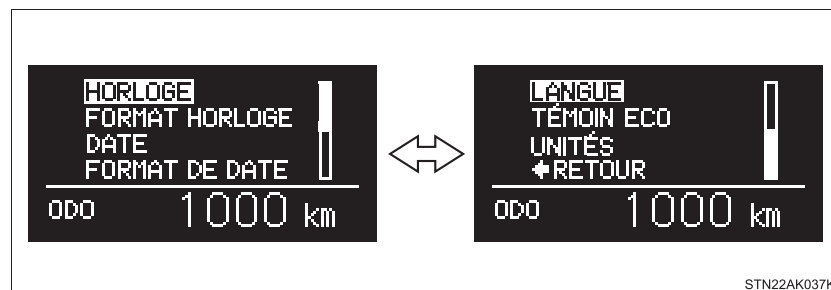 HORLOGE
FORMAT HORLOGE
DATE
FORMAT DE DATE
ODO 1000 km
LANGUE
TÉMOIN ECO
UNITÉS
RETOUR
ODO 1000 km
STN22AK037K